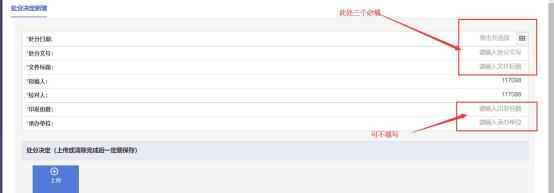 处分决定新增
此处三个必填
*处分日期: 单击并选择
*处分文号: 请输入处分文号
*文件标题: 请输入文件标题
*拟稿人: 117098
*校对人: 117098
*印发份数: 请输入印发份数
*承办单位: 请输入承办单位
可不填写
处分决定（上传或清除完成后一定要保存）
上传